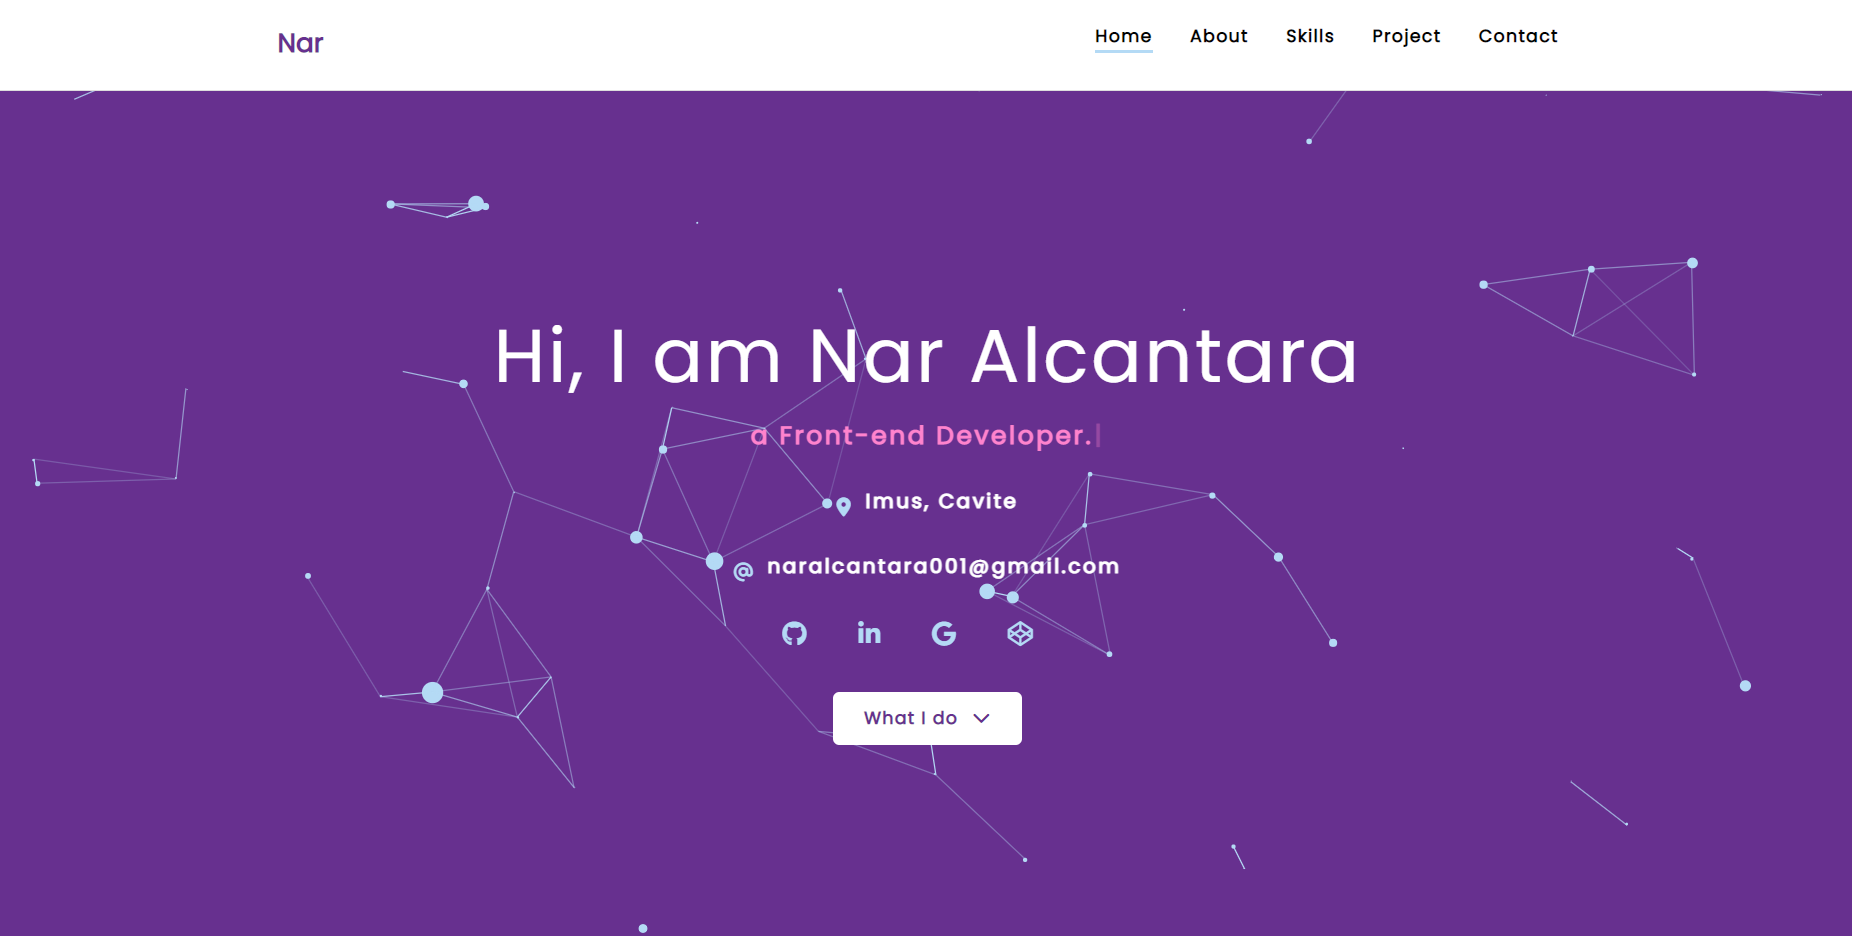 Nar
Home About Skills Project Contact
Hi, I am Nar Alcantara
a Front-end Developer.
Imus, Cavite
@ naralcantara001@gmail.com
What I do